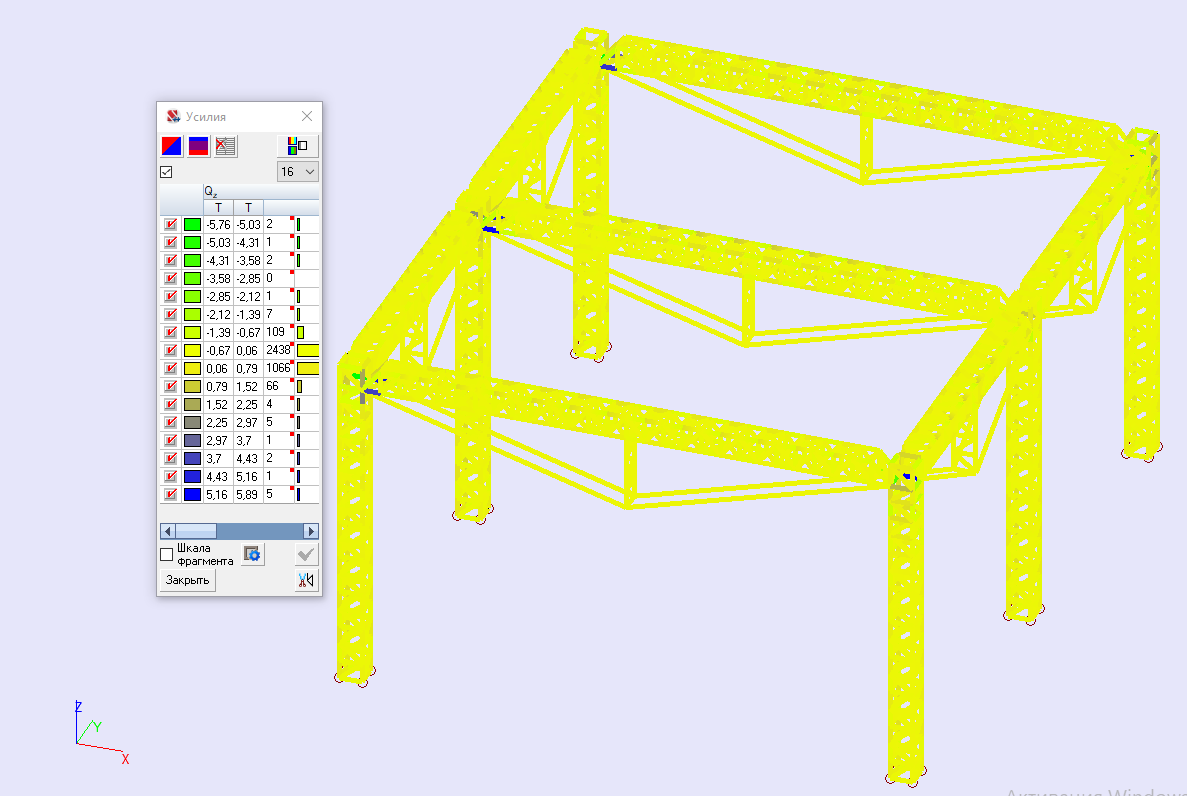 Усилия
16
Qz
Т Т
-5,76 -5,03 2
-5,03 -4,31 1
-4,31 -3,58 2
-3,58 -2,85 0
-2,85 -2,12 1
-2,12 -1,39 7
-1,39 -0,67 109
-0,67 0,06 2438
0,06 0,79 1066
0,79 1,52 66
1,52 2,25 4
2,25 2,97 5
2,97 3,7 1
3,7 4,43 2
4,43 5,16 1
5,16 5,89 5
Шкала
фрагмента
Закрыть
Z
Y
X
Активация Windows